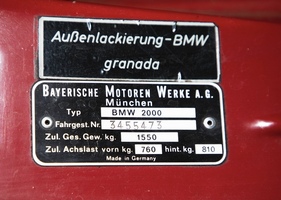 Außenlackierung-BMW
granada
BAYERISCHE MOTOREN WERKE A.G.
München
Typ BMW 2000
Fahrgest. Nr. 3455473
Zul. Ges. Gew. kg. 1550
Zul. Achslast vorn kg. 760 hint. kg. 810
Made in Germany